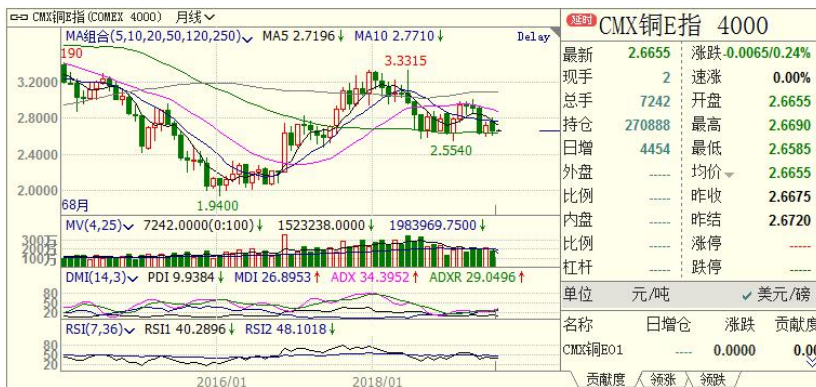 CMX铜E指(COMEX 4000) 月线
MA组合(5,10,20,50,120,250) MA5 2.7196↓ MA10 2.7710↓ Delay
190
3.3315
3.2000
2.8000
2.4000
2.0000
2.5540
1.9400
68月
MV(4,25) 7242.0000(0:100)↓ 1523238.0000↓ 1983969.7500↓
300万
200万
100万
DMI(14,3) PDI 9.9384↓ MDI 26.8953↑ ADX 34.3952↑ ADXR 29.0496↑
80
50
20
RSI(7,36) RSI1 40.2896↓ RSI2 48.1018↓
80
50
20
2016/01 2018/01
延时 CMX铜E指 4000
最新 2.6655 涨跌-0.0065/0.24%
现手 2 速涨 0.00%
总手 7242 开盘 2.6655
持仓 270888 最高 2.6690
日增 4454 最低 2.6585
外盘 ----- 均价 2.6655
比例 ----- 昨收 2.6675
内盘 ----- 昨结 2.6720
比例 ----- 涨停 -----
杠杆 ----- 跌停 -----
单位 元/吨 ✓ 美元/磅
名称 日增仓 涨跌 贡献度
CMX铜E01 ---- 0.0000 0.00
贡献度 领涨 领跌